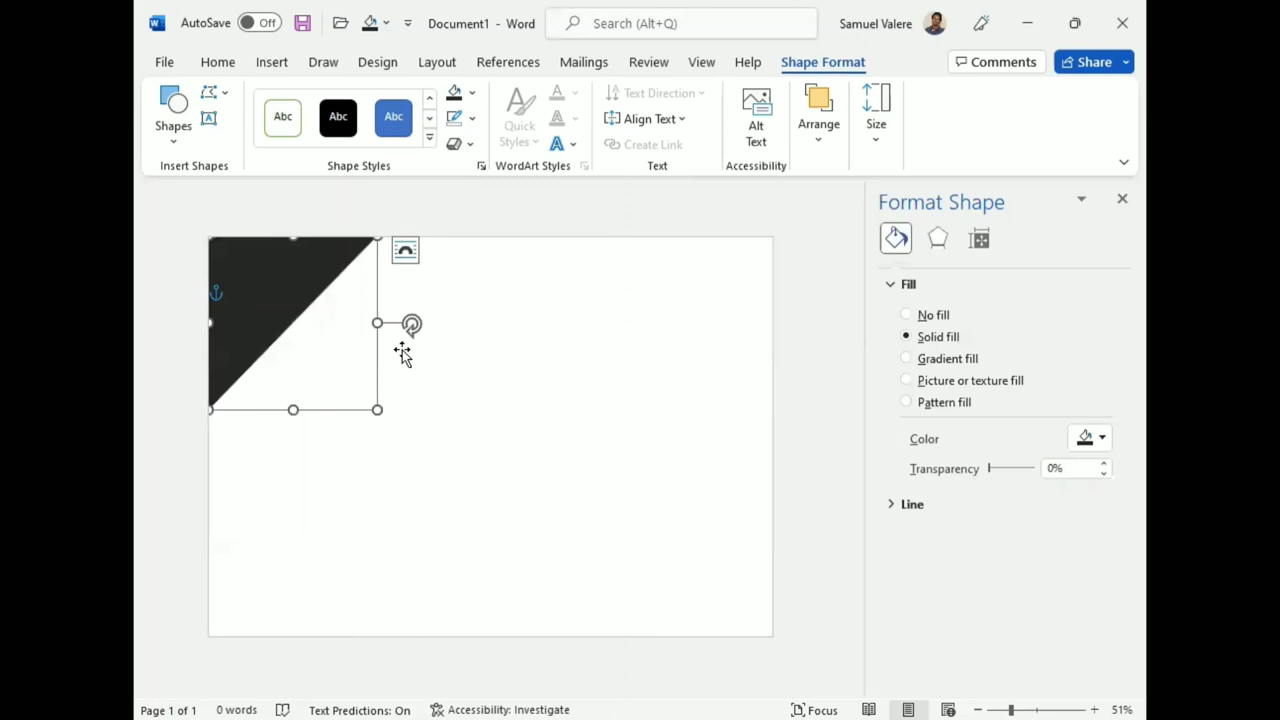 AutoSave Off Document1 - Word Search (Alt+Q) Samuel Valere
File Home Insert Draw Design Layout References Mailings Review View Help Shape Format Comments Share
Shapes
Insert Shapes
Abc Abc Abc
Shape Styles
Quick
Styles
WordArt Styles
Text Direction
Align Text
Create Link
Text
Alt
Text
Accessibility
Arrange
Size
Format Shape
Fill
No fill
Solid fill
Gradient fill
Picture or texture fill
Pattern fill
Color
Transparency 0%
Line
Page 1 of 1 0 words Text Predictions: On Accessibility: Investigate Focus 51%